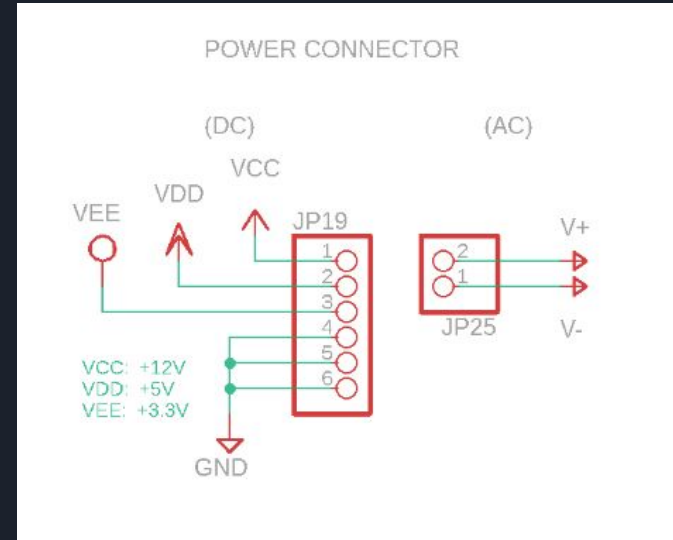 POWER CONNECTOR
(DC)
(AC)
VCC
VDD
VEE
JP19
1
2
3
4
5
6
V+
2
1
JP25
V-
VCC: +12V
VDD: +5V
VEE: +3.3V
GND